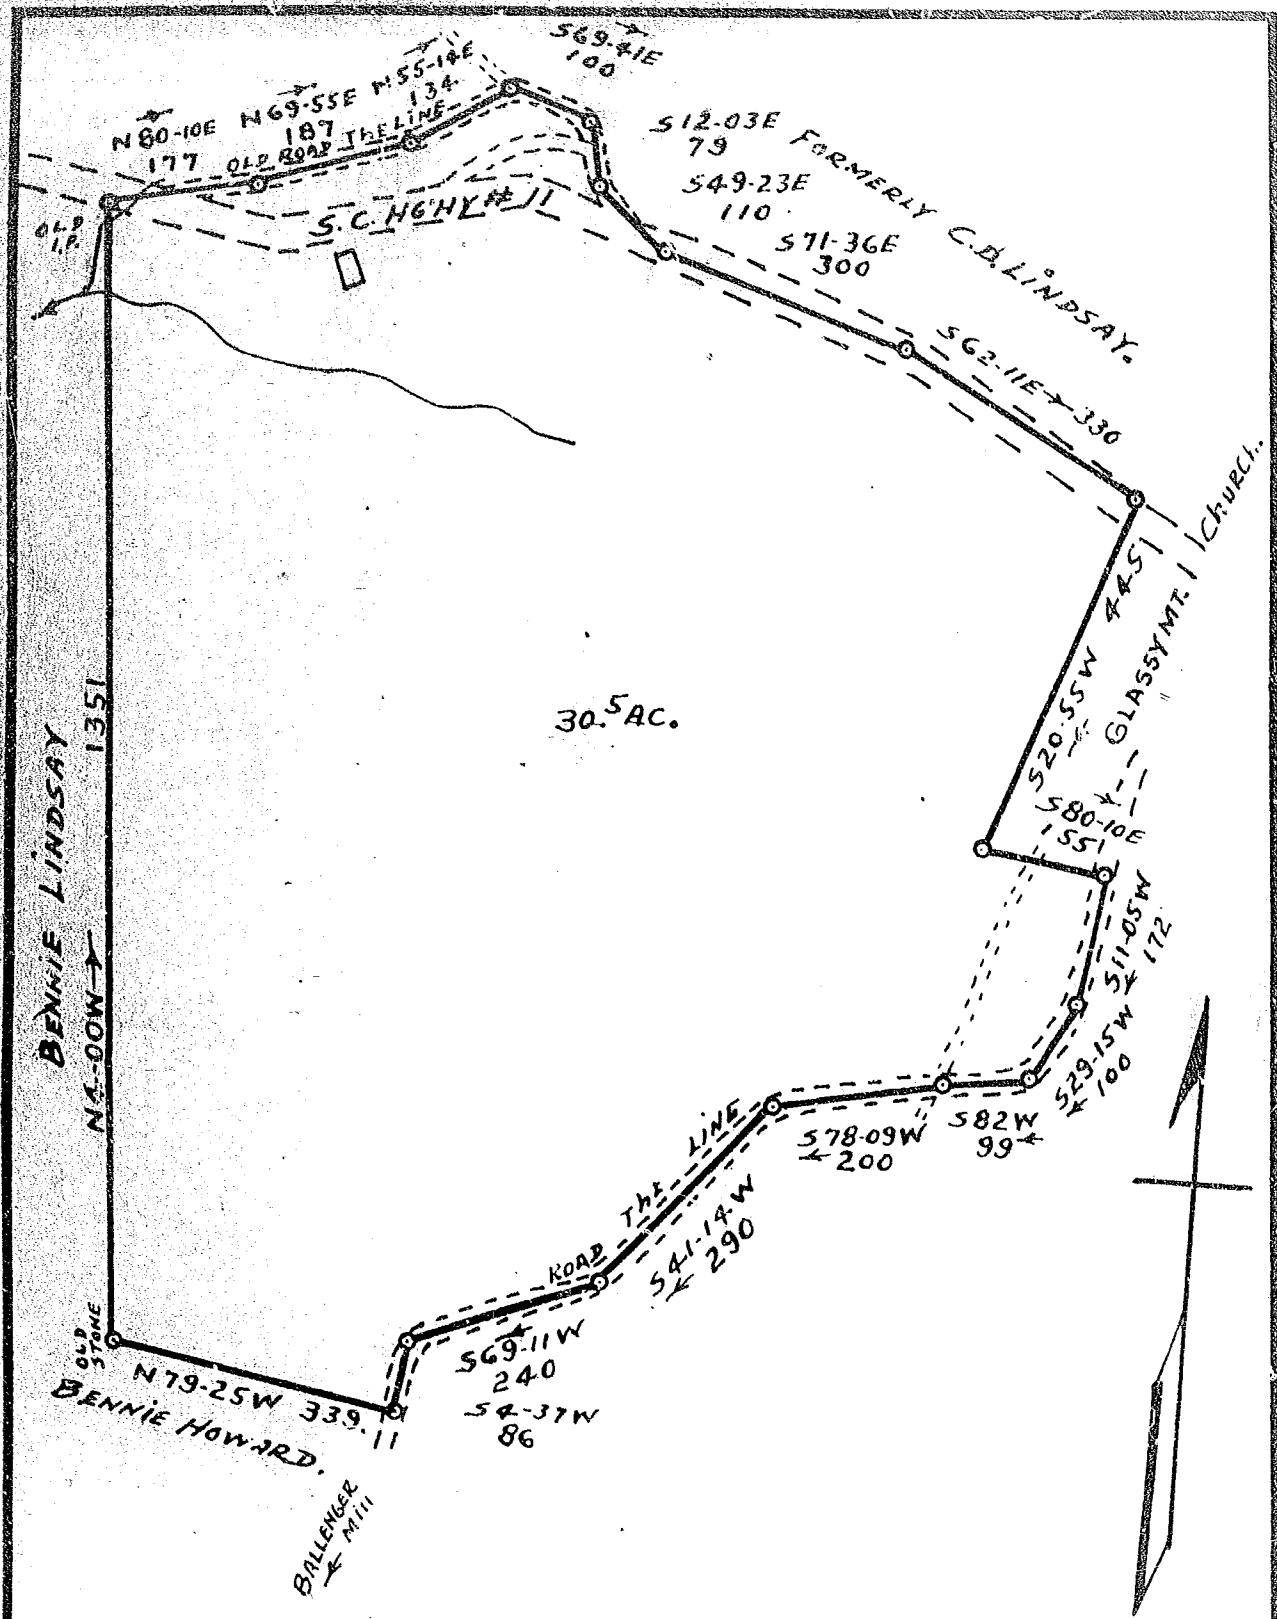 S69-41E
100
N55-14E
134
N69-55E
187
N80-10E
177
OLD ROAD THE LINE
S12-03E
79
FORMERLY C.D. LINDSAY.
S49-23E
110
S71-36E
300
S.C. HG'HY # 11
OLD
I.P.
S62-11E 330
Church.
GLASSY MT.
S20-55W 445
30.5 AC.
BENNIE LINDSAY
N4-00W 1351
S80-10E
155
S11-05W
172
S29-15W
100
S82W
99
S78-09W
200
ROAD The LINE
S41-14W
290
S69-11W
240
S4-37W
86
OLD
STONE
N79-25W 339.
BENNIE HOWARD.
BALLENGER
Mill